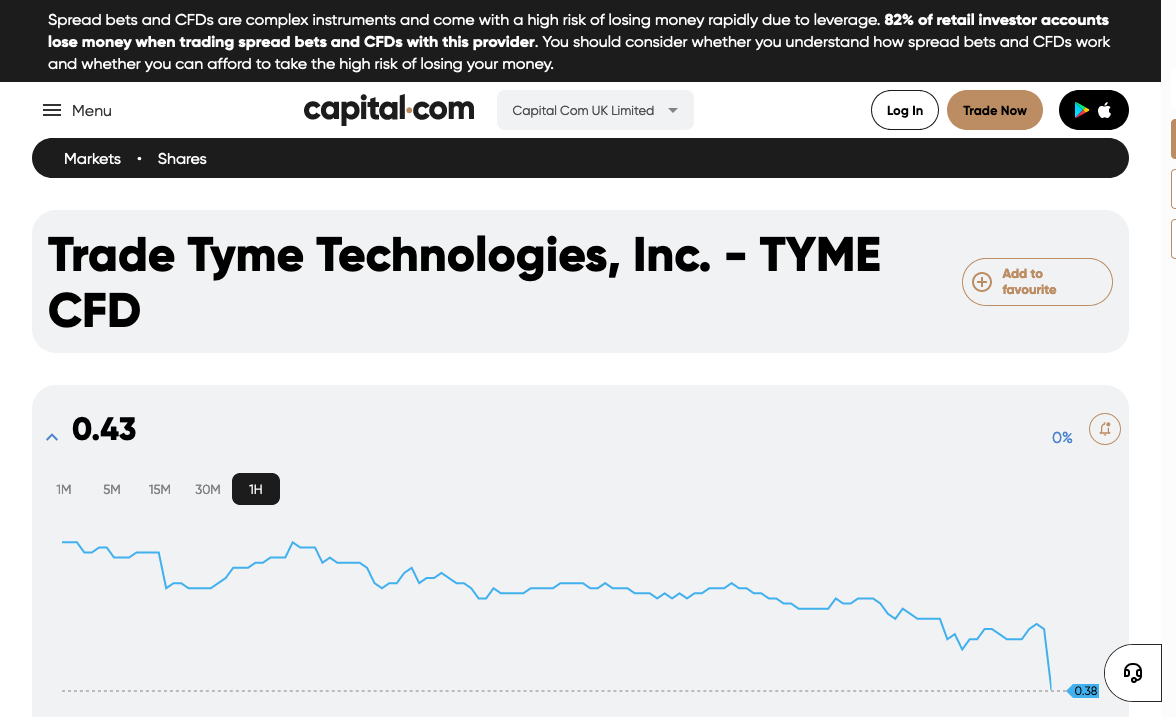 Spread bets and CFDs are complex instruments and come with a high risk of losing money rapidly due to leverage. 82% of retail investor accounts
lose money when trading spread bets and CFDs with this provider. You should consider whether you understand how spread bets and CFDs work
and whether you can afford to take the high risk of losing your money.
Menu
capital.com
Capital Com UK Limited
Log In
Trade Now
Markets • Shares
Trade Tyme Technologies, Inc. - TYME
CFD
Add to
favourite
0.43
0%
1M 5M 15M 30M 1H
0.38